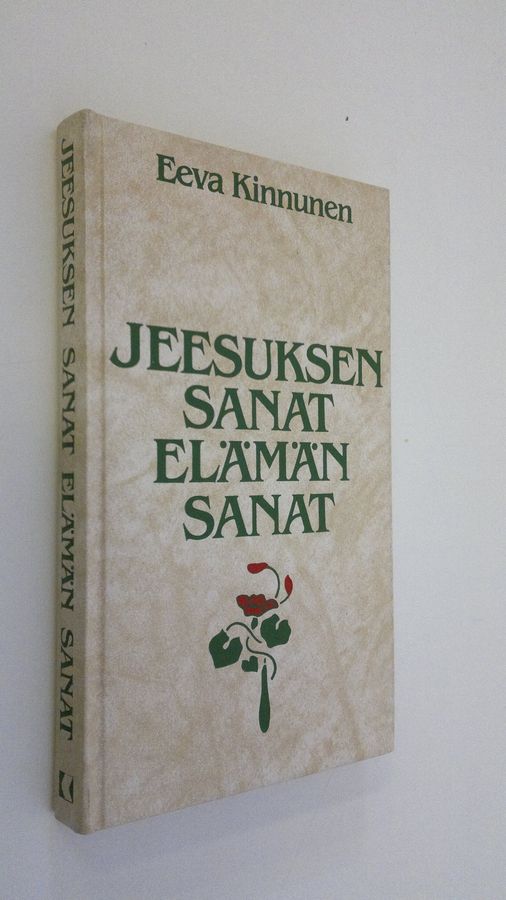 Eeva Kinnunen
JEESUKSEN
SANAT
ELÄMÄN
SANAT
JEESUKSEN SANAT ELÄMÄN SANAT